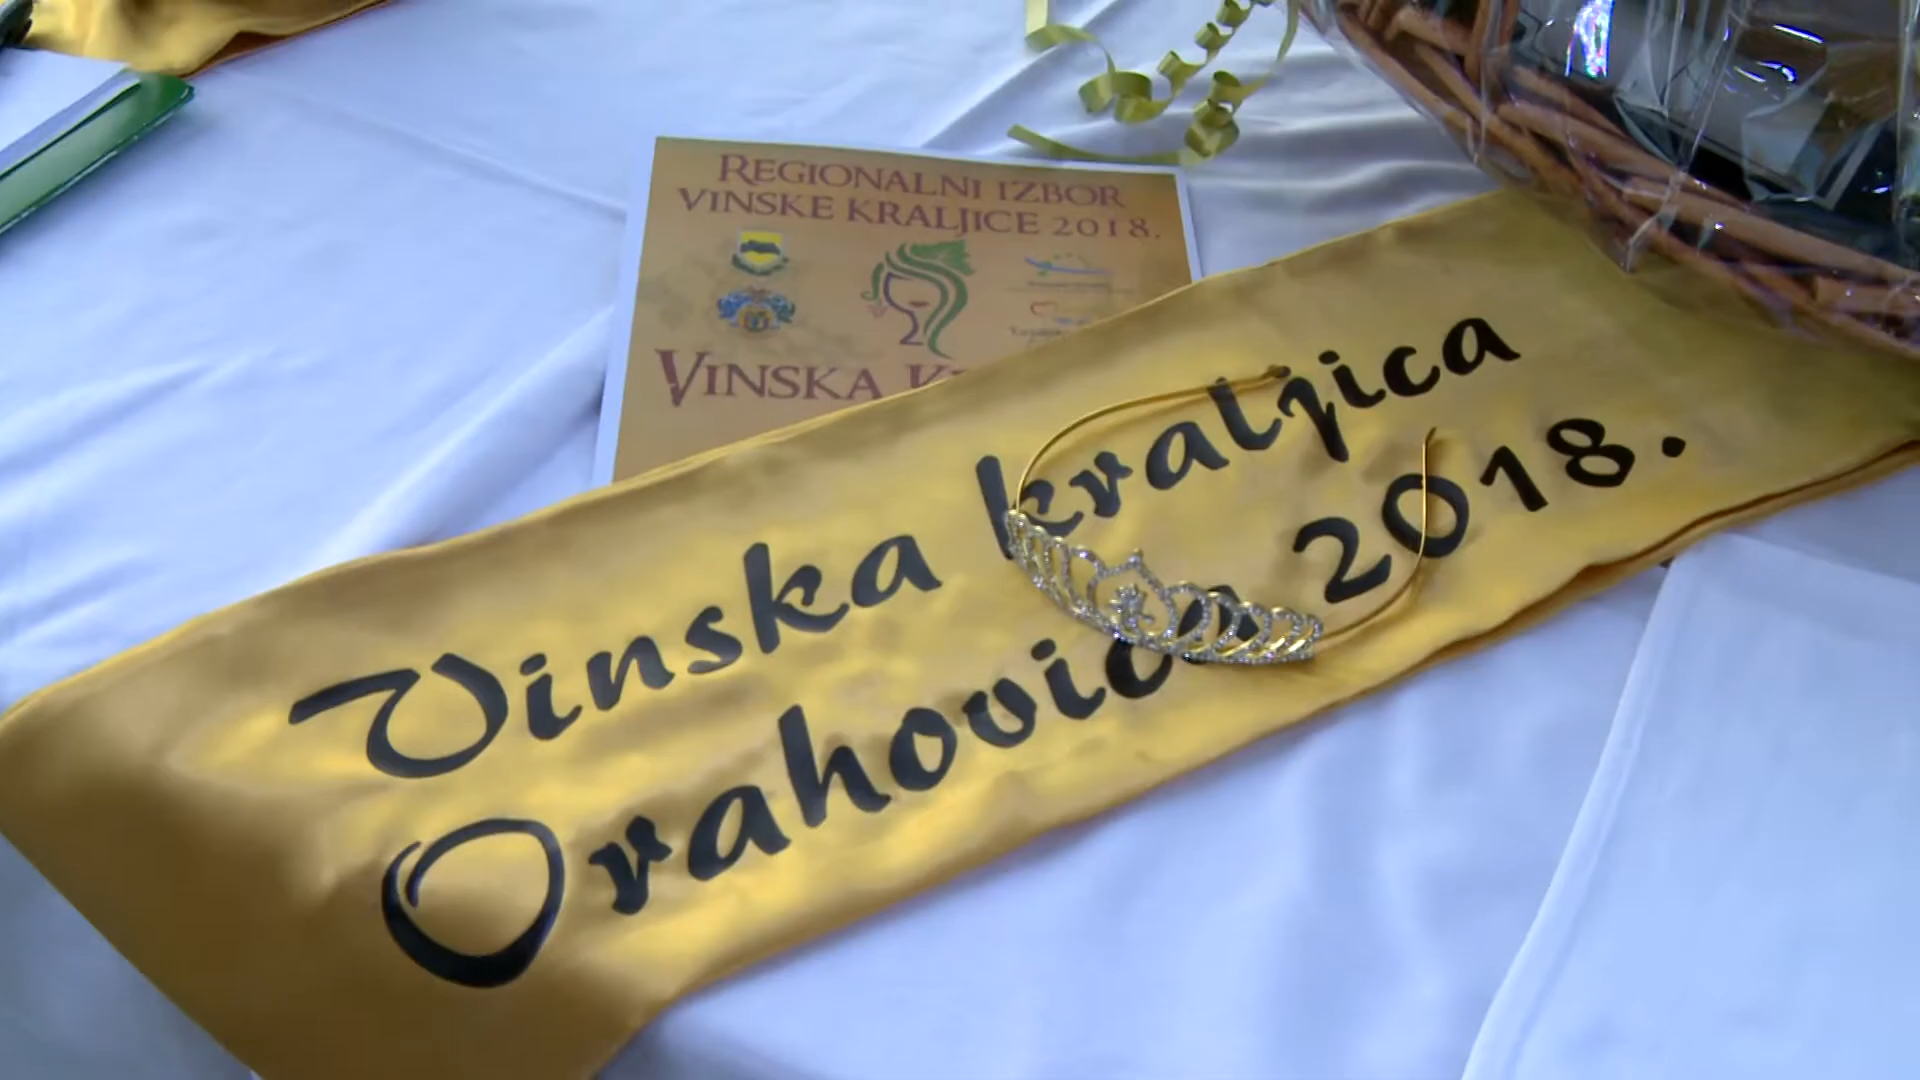 REGIONALNI IZBOR
VINSKE KRALJICE 2018.
VINSKA
Vinska kraljica
Orahovica 2018.